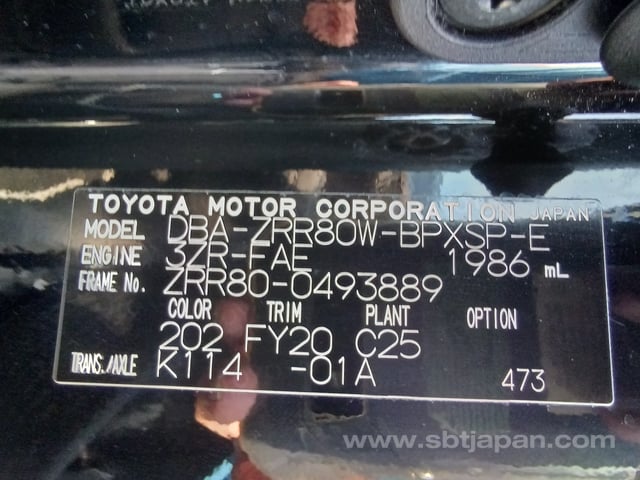 TOYOTA MOTOR CORPORATION JAPAN
MODEL DBA-ZRR80W-BPXSP-E
ENGINE 3ZR-FAE 1986 mL
FRAME No. ZRR80-0493889
COLOR TRIM PLANT OPTION
202 FY20 C25
TRANS./AXLE K114 -01A 473
www.sbtjapan.com